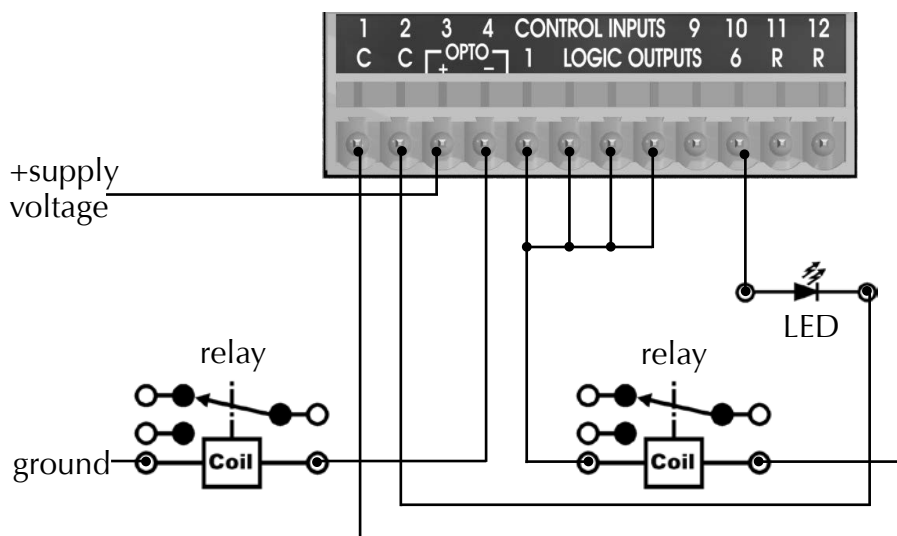 1 2 3 4 CONTROL INPUTS 9 10 11 12
C C OPTO 1 LOGIC OUTPUTS 6 R R
+ −
+supply
voltage
LED
relay
relay
ground
Coil
Coil